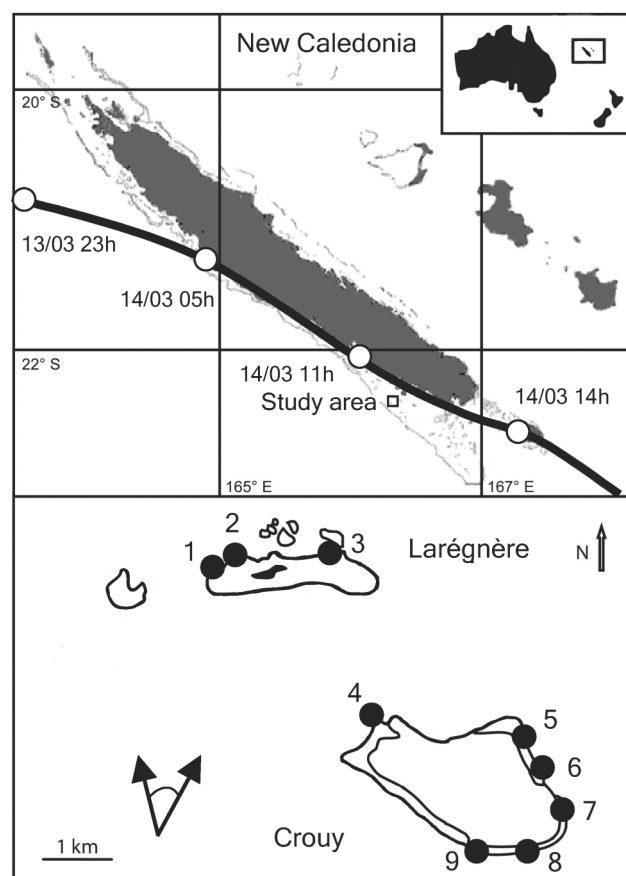 New Caledonia
20° S
13/03 23h
14/03 05h
22° S
14/03 11h
14/03 14h
Study area
165° E
167° E
1
2
3
Larégnère
N
4
5
6
7
8
9
Crouy
1 km